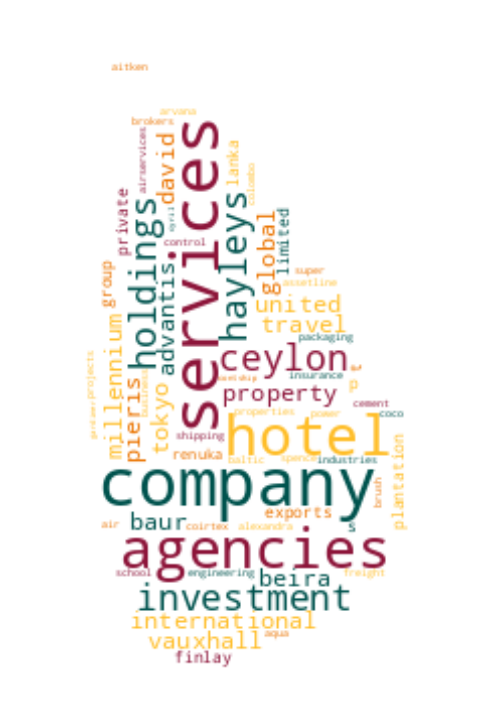 aitken
arvana
brokers
airservices
david
services
lanka
colombo
private
holdings
cyril
control
hayleys
global
limited
group
advantis
super
assetline
united
travel
millennium
pieris
tokyo
business
projects
packaging
ceylon
insurance
property
p
cement
coco
properties
power
shipping
hotel
renuka
baltic
spence
industries
plantation
company
brush
exports
air
baur
coirtex
alexandra
s
agencies
school
engineering
beira
freight
investment
international
aqua
vauxhall
finlay